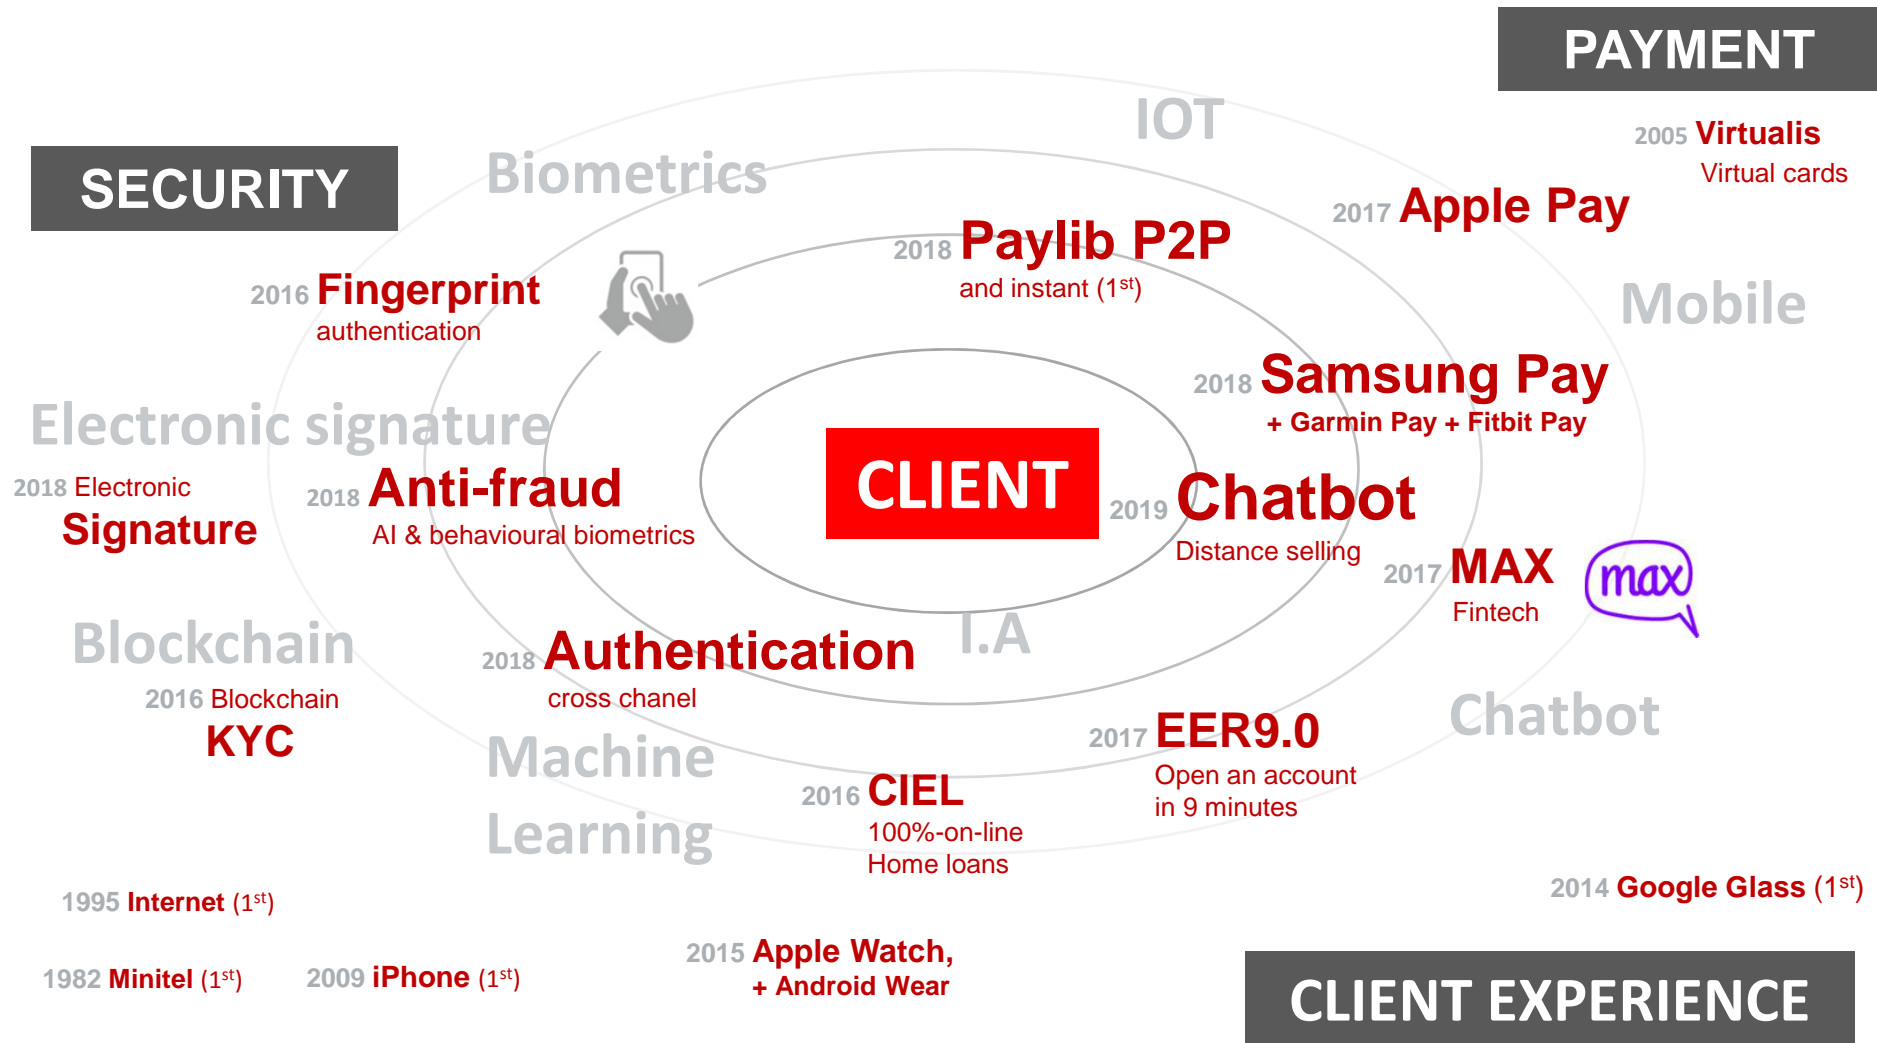 PAYMENT
IOT
2005 Virtualis
Virtual cards
Biometrics
SECURITY
2017 Apple Pay
2018 Paylib P2P
and instant (1st)
2016 Fingerprint
authentication
Mobile
2018 Samsung Pay
+ Garmin Pay + Fitbit Pay
Electronic signature
2018 Electronic
Signature
2018 Anti-fraud
AI & behavioural biometrics
CLIENT
2019 Chatbot
Distance selling
2017 MAX
Fintech
max
Blockchain
2016 Blockchain
KYC
2018 Authentication
cross chanel
I.A
Chatbot
2017 EER9.0
Open an account
in 9 minutes
Machine
Learning
2016 CIEL
100%-on-line
Home loans
1995 Internet (1st)
2014 Google Glass (1st)
1982 Minitel (1st)
2009 iPhone (1st)
2015 Apple Watch,
+ Android Wear
CLIENT EXPERIENCE